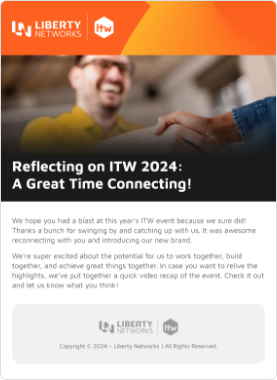 LIBERTY
NETWORKS
itw
Reflecting on ITW 2024:
A Great Time Connecting!
We hope you had a blast at this year's ITW event because we sure did!
Thanks a bunch for swinging by and catching up with us. It was awesome
reconnecting with you and introducing our new brand.
We're super excited about the potential for us to work together, build
together, and achieve great things together. In case you want to relive the
highlights, we've put together a quick video recap of the event. Check it out
and let us know what you think!
LIBERTY
NETWORKS
itw
Copyright © 2024 – Liberty Networks | All Rights Reserved.